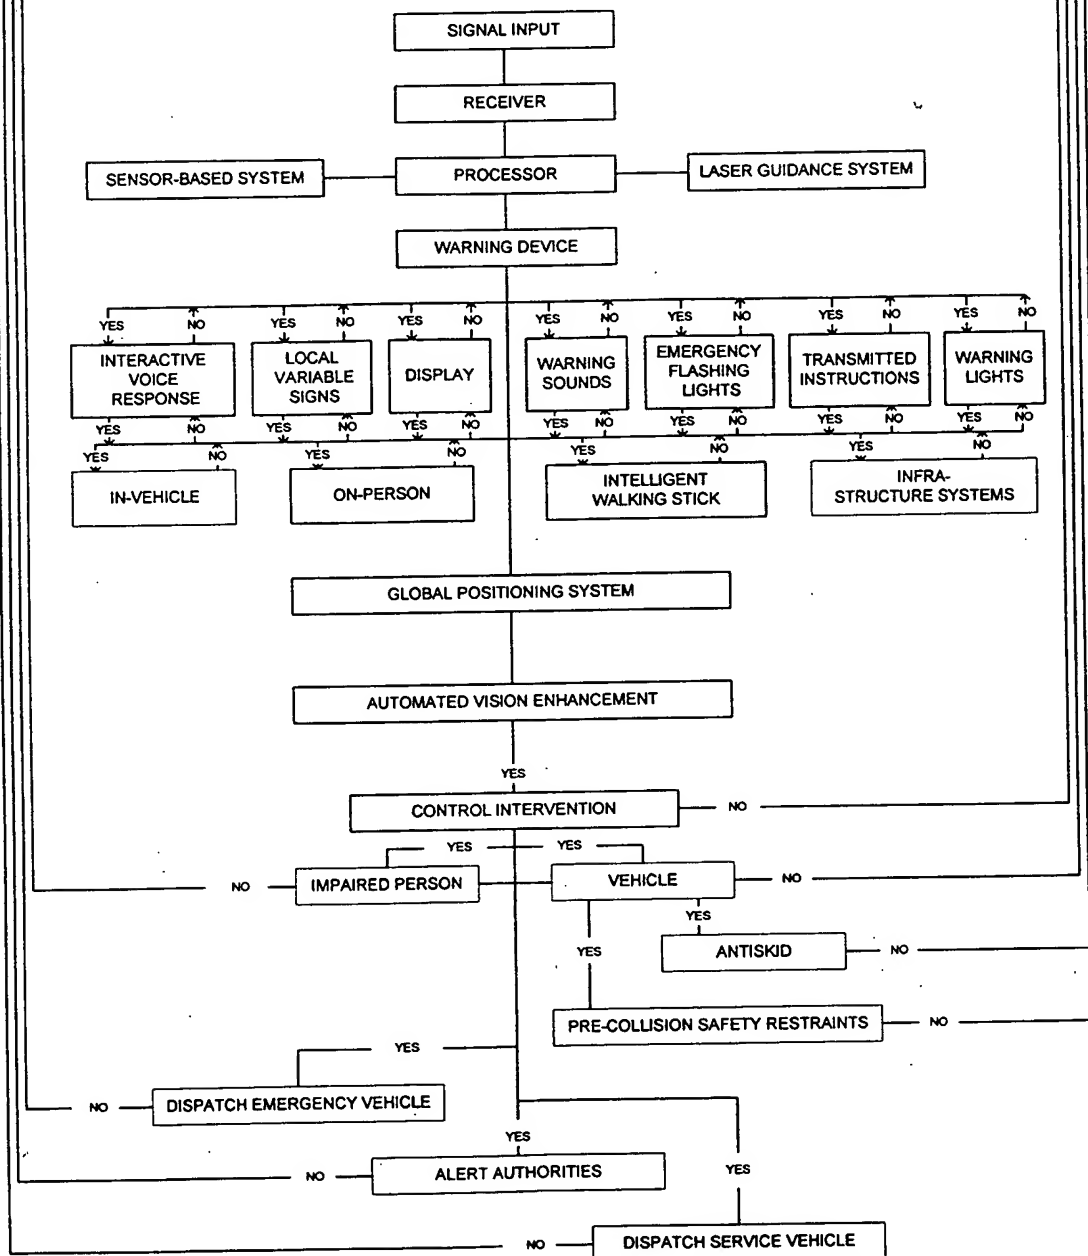 SIGNAL INPUT
RECEIVER
SENSOR-BASED SYSTEM
PROCESSOR
LASER GUIDANCE SYSTEM
WARNING DEVICE
YES NO YES NO YES NO YES NO YES NO YES NO YES NO
INTERACTIVE
VOICE
RESPONSE
LOCAL
VARIABLE
SIGNS
DISPLAY
WARNING
SOUNDS
EMERGENCY
FLASHING
LIGHTS
TRANSMITTED
INSTRUCTIONS
WARNING
LIGHTS
YES NO YES NO YES NO YES NO YES NO YES NO YES NO
YES NO YES NO YES NO YES NO
IN-VEHICLE
ON-PERSON
INTELLIGENT
WALKING STICK
INFRA-
STRUCTURE SYSTEMS
GLOBAL POSITIONING SYSTEM
AUTOMATED VISION ENHANCEMENT
YES
CONTROL INTERVENTION
NO
YES YES
NO
IMPAIRED PERSON
VEHICLE
NO
YES
YES
ANTISKID
NO
PRE-COLLISION SAFETY RESTRAINTS
NO
YES
NO
DISPATCH EMERGENCY VEHICLE
YES
NO
ALERT AUTHORITIES
YES
NO
DISPATCH SERVICE VEHICLE